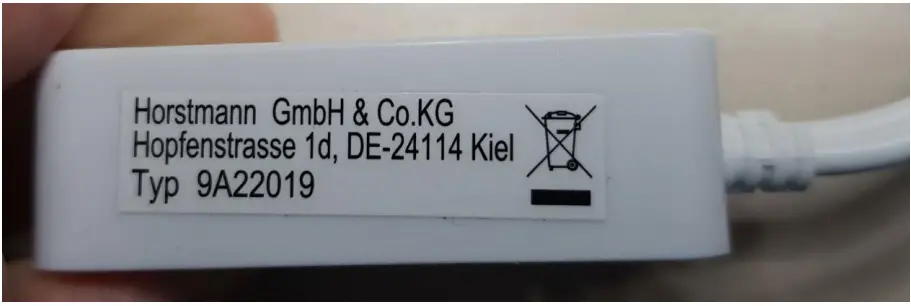 Horstmann GmbH & Co.KG
Hopfenstrasse 1d, DE-24114 Kiel
Typ 9A22019